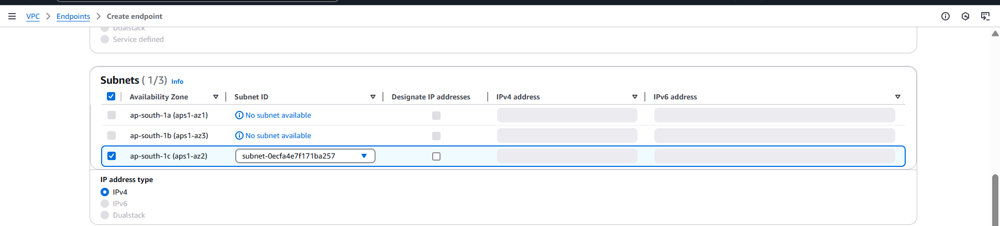 VPC > Endpoints > Create endpoint
Dualstack
Service defined
Subnets ( 1/3) Info
Availability Zone Subnet ID Designate IP addresses IPv4 address IPv6 address
ap-south-1a (aps1-az1) No subnet available
ap-south-1b (aps1-az3) No subnet available
ap-south-1c (aps1-az2) subnet-0ecfa4e7f171ba257
IP address type
IPv4
IPv6
Dualstack